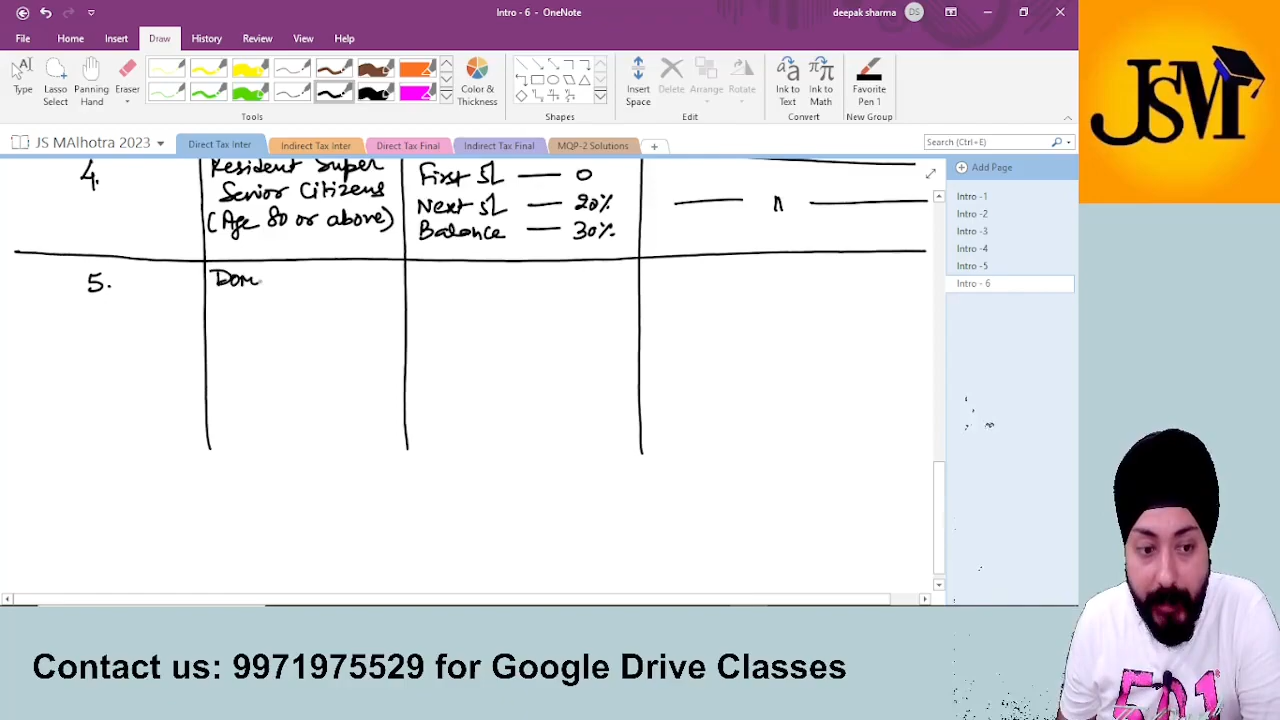 Intro - 6 - OneNote
deepak sharma
DS
File
Home
Insert
Draw
History
Review
View
Help
Type
Lasso Select
Panning Hand
Eraser
Color & Thickness
Insert Space
Delete
Arrange
Rotate
Ink to Text
Ink to Math
Favorite Pen 1
Tools
Shapes
Edit
Convert
New Group
JS MAlhotra 2023
Direct Tax Inter
Indirect Tax Inter
Direct Tax Final
Indirect Tax Final
MQP-2 Solutions
Search (Ctrl+E)
Add Page
Intro -1
Intro -2
Intro -3
Intro -4
Intro -5
Intro - 6
4.
Resident Super
Senior Citizens
(Age 80 or above)
First 5L — 0
Next 5L — 20%
Balance — 30%
— 11 —
5.
Dom
JSM
501
Contact us: 9971975529 for Google Drive Classes